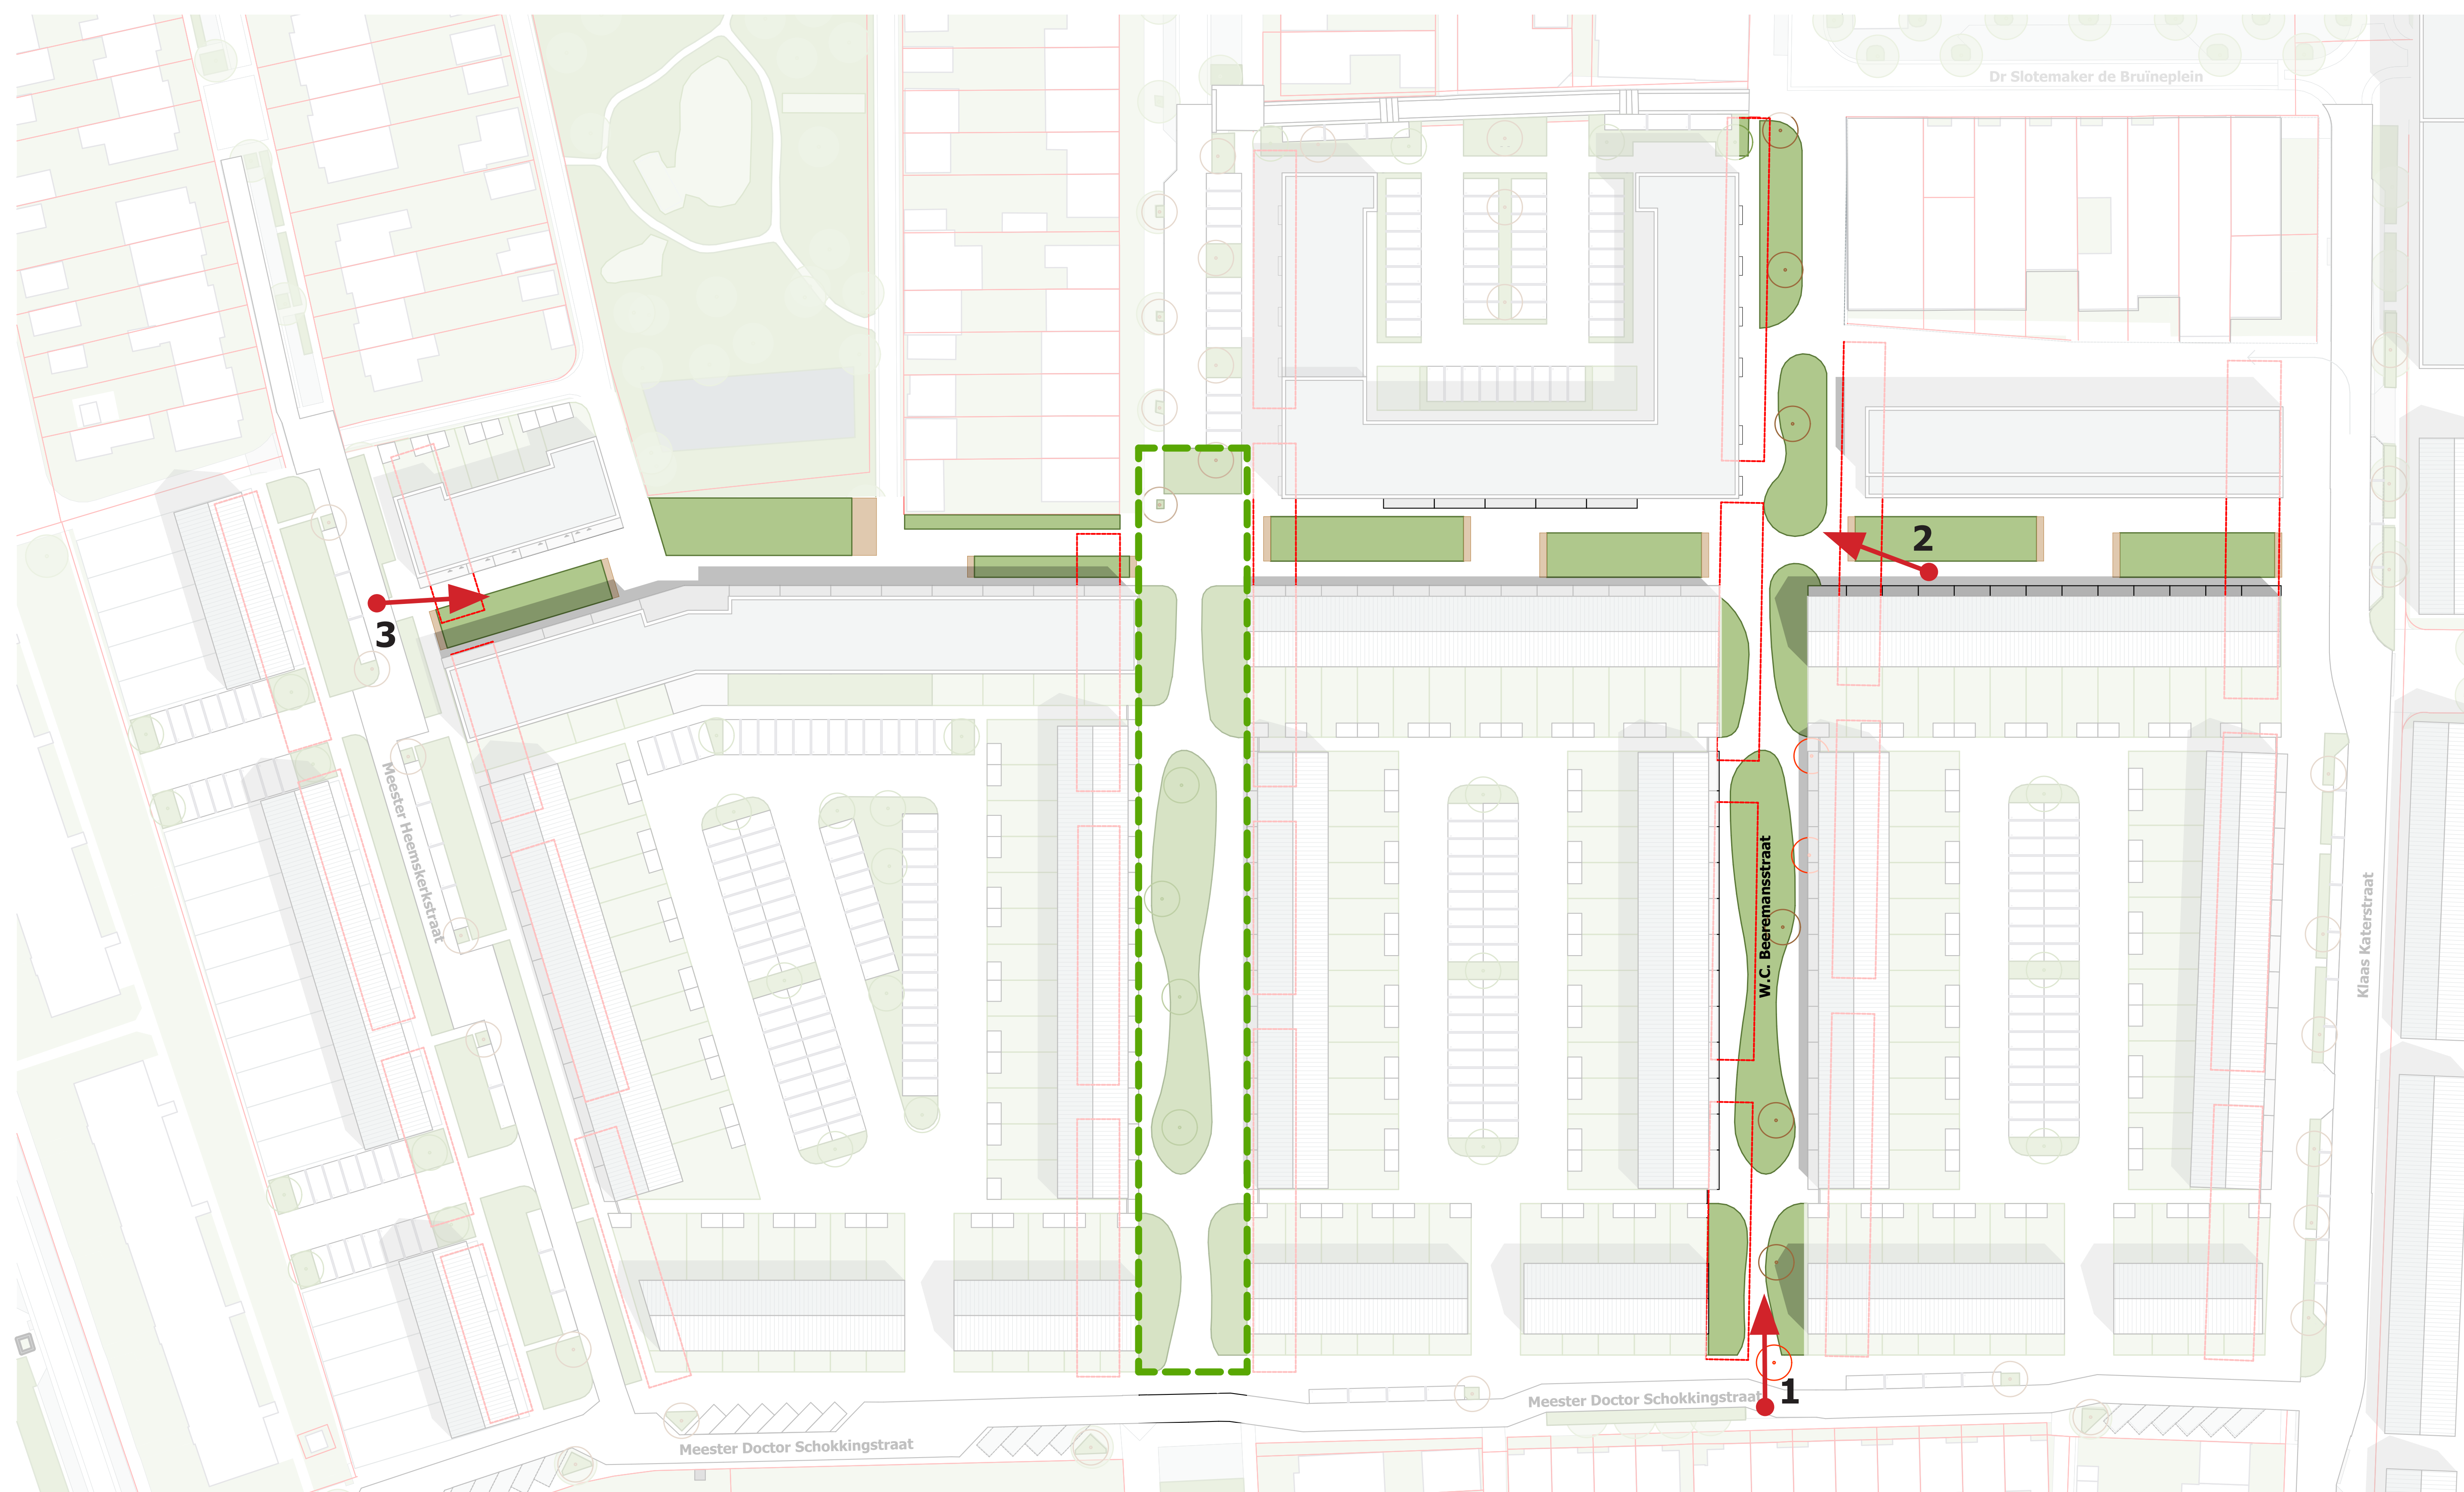 Dr Slotemaker de Bruïneplein
2
3
Meester Heemskerkstraat
W.C. Beeremansstraat
Klaas Katerstraat
Meester Doctor Schokkingstraat
1
Meester Doctor Schokkingstraat